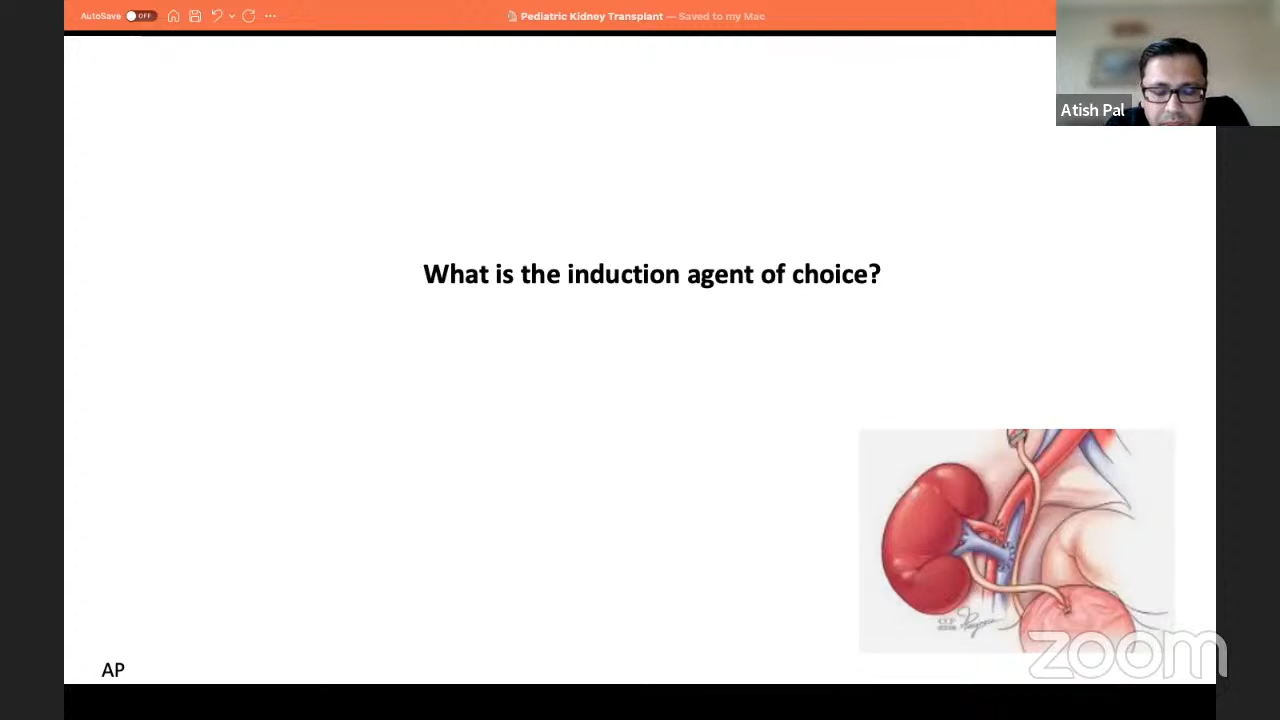 AutoSave OFF
Pediatric Kidney Transplant — Saved to my Mac
Atish Pal
What is the induction agent of choice?
AP
zoom